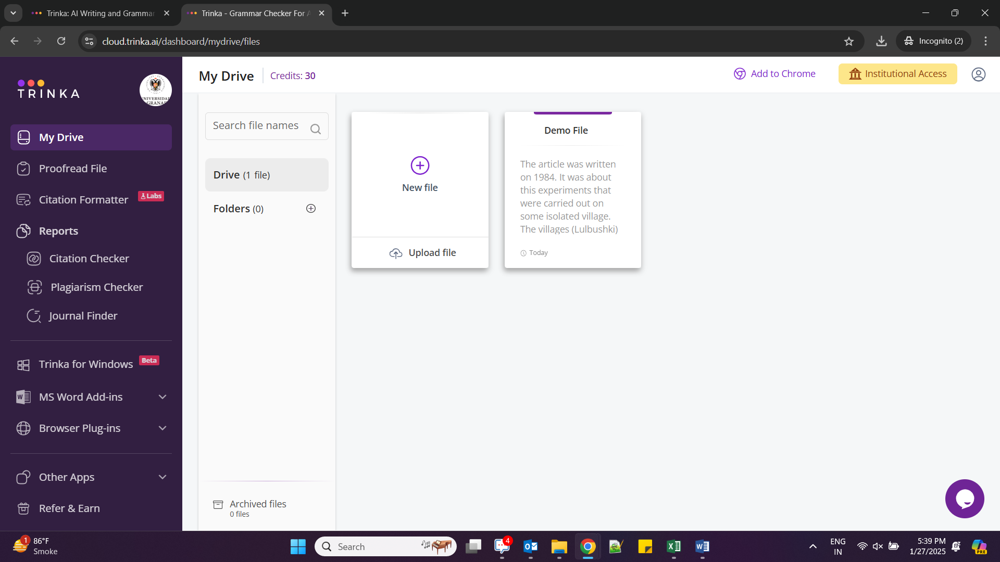 Trinka: AI Writing and Grammar
Trinka - Grammar Checker For A
cloud.trinka.ai/dashboard/mydrive/files
Incognito (2)
TRINKA
UNIVERSIDAD
GRANADA
My Drive
Proofread File
Citation Formatter
Labs
Reports
Citation Checker
Plagiarism Checker
Journal Finder
Trinka for Windows
Beta
MS Word Add-ins
Browser Plug-ins
Other Apps
Refer & Earn
My Drive
Credits: 30
Add to Chrome
Institutional Access
Search file names
Drive (1 file)
Folders (0)
Archived files
0 files
New file
Upload file
Demo File
The article was written
on 1984. It was about
this experiments that
were carried out on
some isolated village.
The villages (Lulbushki)
Today
1
86°F
Smoke
Search
4
ENG
IN
5:39 PM
1/27/2025
PRE